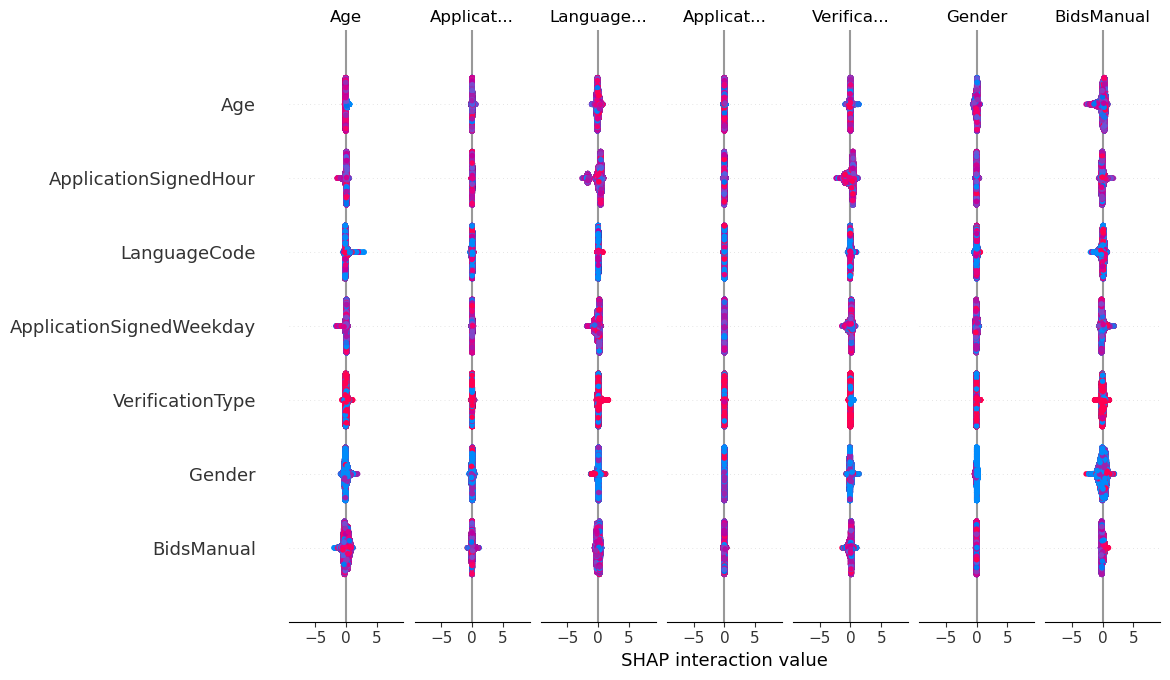 Age Applicat... Language... Applicat... Verifica... Gender BidsManual
Age
ApplicationSignedHour
LanguageCode
ApplicationSignedWeekday
VerificationType
Gender
BidsManual
−5 0 5 −5 0 5 −5 0 5 −5 0 5 −5 0 5 −5 0 5 −5 0 5
SHAP interaction value